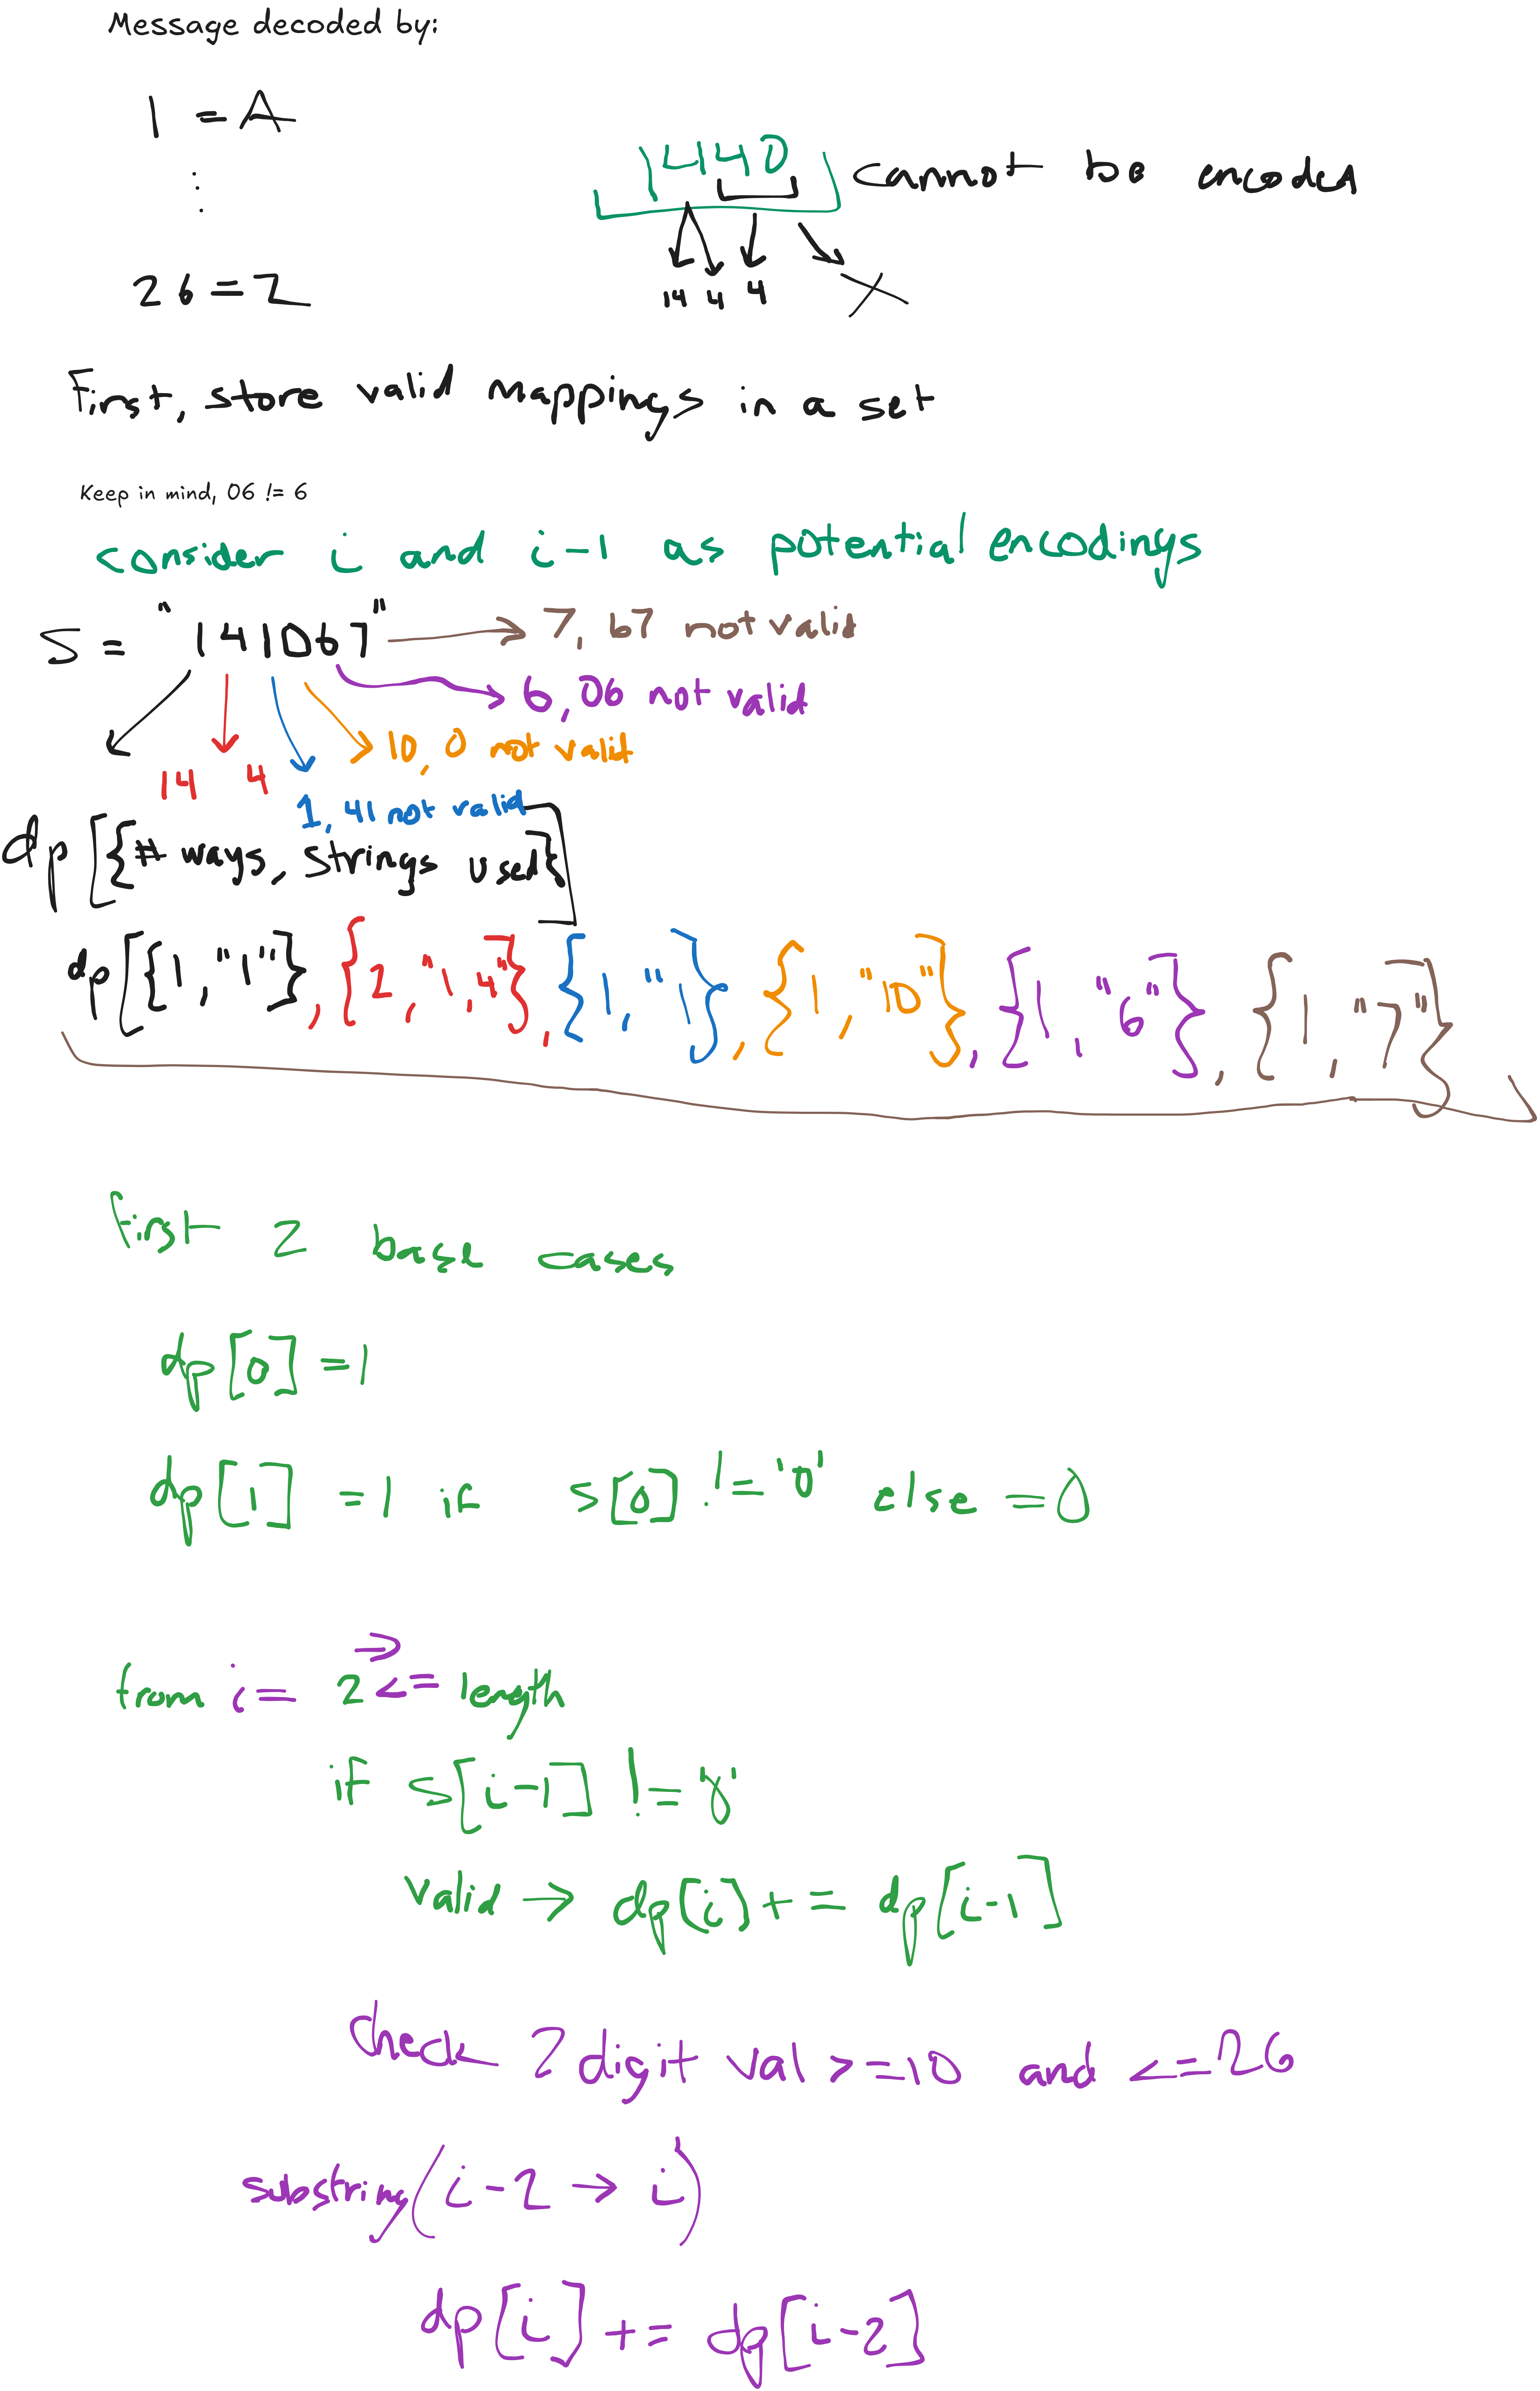 Message decoded by:
1 = A
:
26 = Z
1440 cannot be encoded
14 4 4 X
First, store valid mappings in a set
Keep in mind, 06 != 6
consider i and i-1 as potential encodings
S = "141067" → 7, 67 not valid
6, 06 not valid
10, 0 not valid
14 4
1, 41 not valid
dp [{# ways, strings used}]
dp [{1, "1"}, {2, "1,4"}, {1, "1"}, {1, "10"}, {1, "6"}, {1, "7"}]
First 2 base cases
dp[0] = 1
dp[1] = 1 if s[0] != '0' else = 0
from i = 2 → <= length
if s[i-1] != '0'
valid → dp[i] += dp[i-1]
check 2 digit val >= 10 and <= 26
substring(i-2 → i)
dp[i] += dp[i-2]